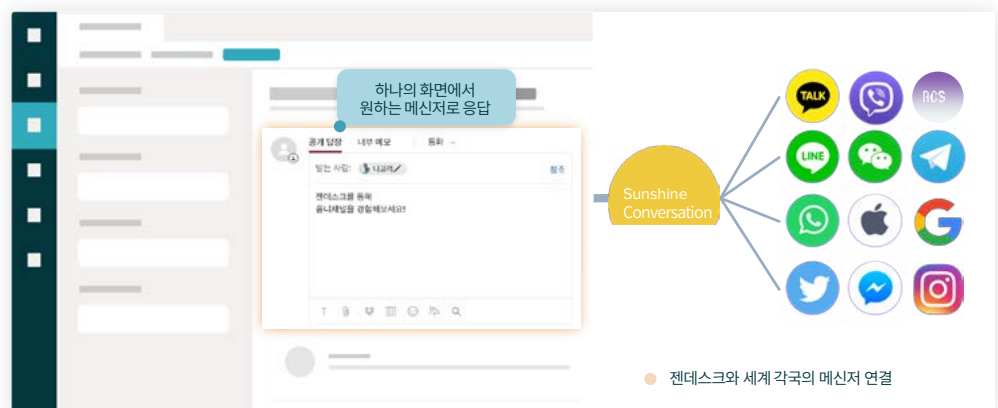 하나의 화면에서
원하는 메신저로 응답
공개 답장 내부 메모 통화
받는 사람: 나고객
참조
젠데스크를 통해
옴니채널을 경험해보세요!
Sunshine
Conversation
TALK
RCS
LINE
젠데스크와 세계 각국의 메신저 연결